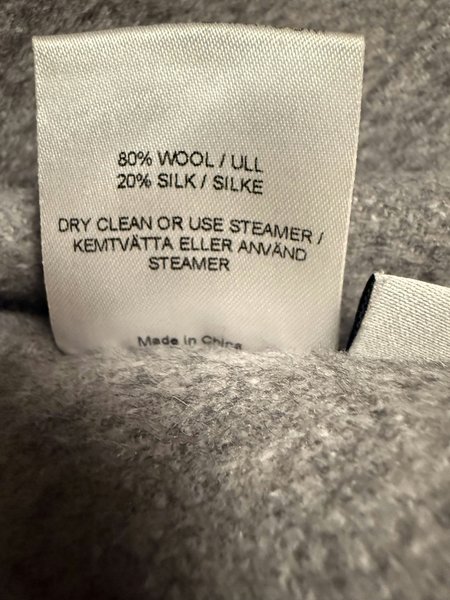 80% WOOL / ULL
20% SILK / SILKE
DRY CLEAN OR USE STEAMER /
KEMTVÄTTA ELLER ANVÄND
STEAMER
Made in China